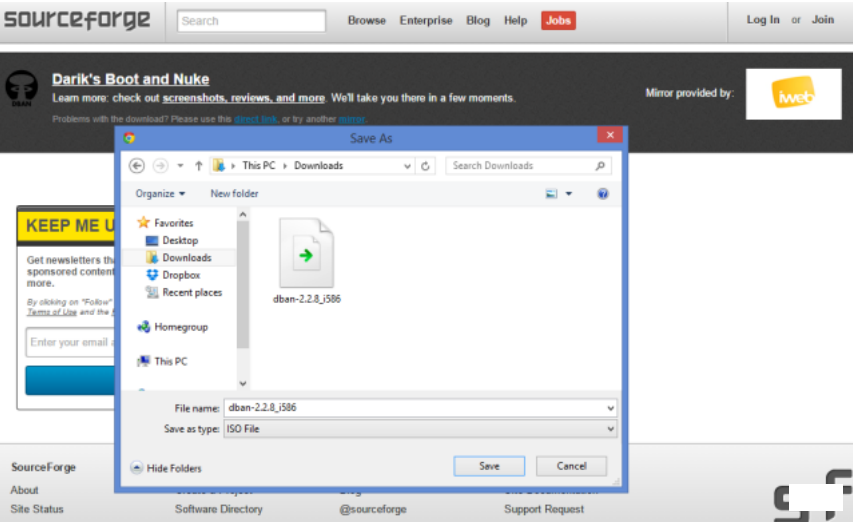 sourceforge
Search
Browse Enterprise Blog Help Jobs
Log In or Join
Darik's Boot and Nuke
Learn more: check out screenshots, reviews, and more. We'll take you there in a few moments.
Problems with the download? Please use this direct link, or try another mirror.
Mirror provided by:
iweb
DBAN
Save As
This PC Downloads
Search Downloads
Organize
New folder
Favorites
Desktop
Downloads
Dropbox
Recent places
Homegroup
This PC
dban-2.2.8_i586
File name: dban-2.2.8_i586
Save as type: ISO File
Hide Folders
Save
Cancel
KEEP ME U
Get newsletters th
sponsored content
more.
By clicking on "Follow"
Terms of Use and the
Enter your email a
SourceForge
About
Site Status
Software Directory
@sourceforge
Support Request
sf